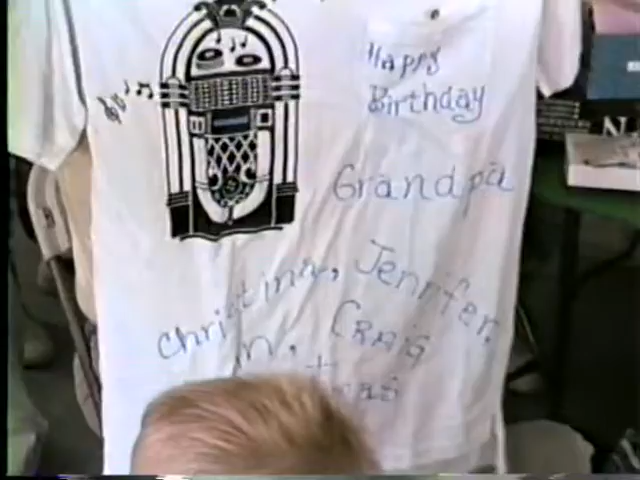 Happy
Birthday
Grandpa
Christina, Jennifer,
Craig
+